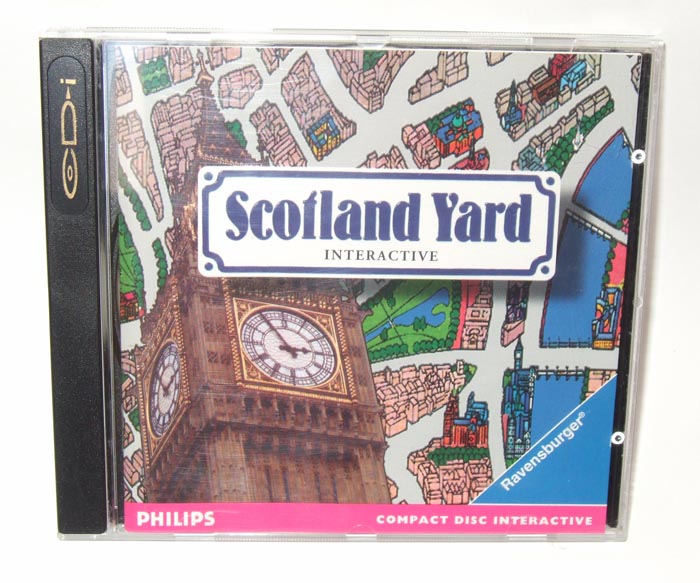 CD-i
Scotland Yard
INTERACTIVE
Ravensburger®
PHILIPS
COMPACT DISC INTERACTIVE